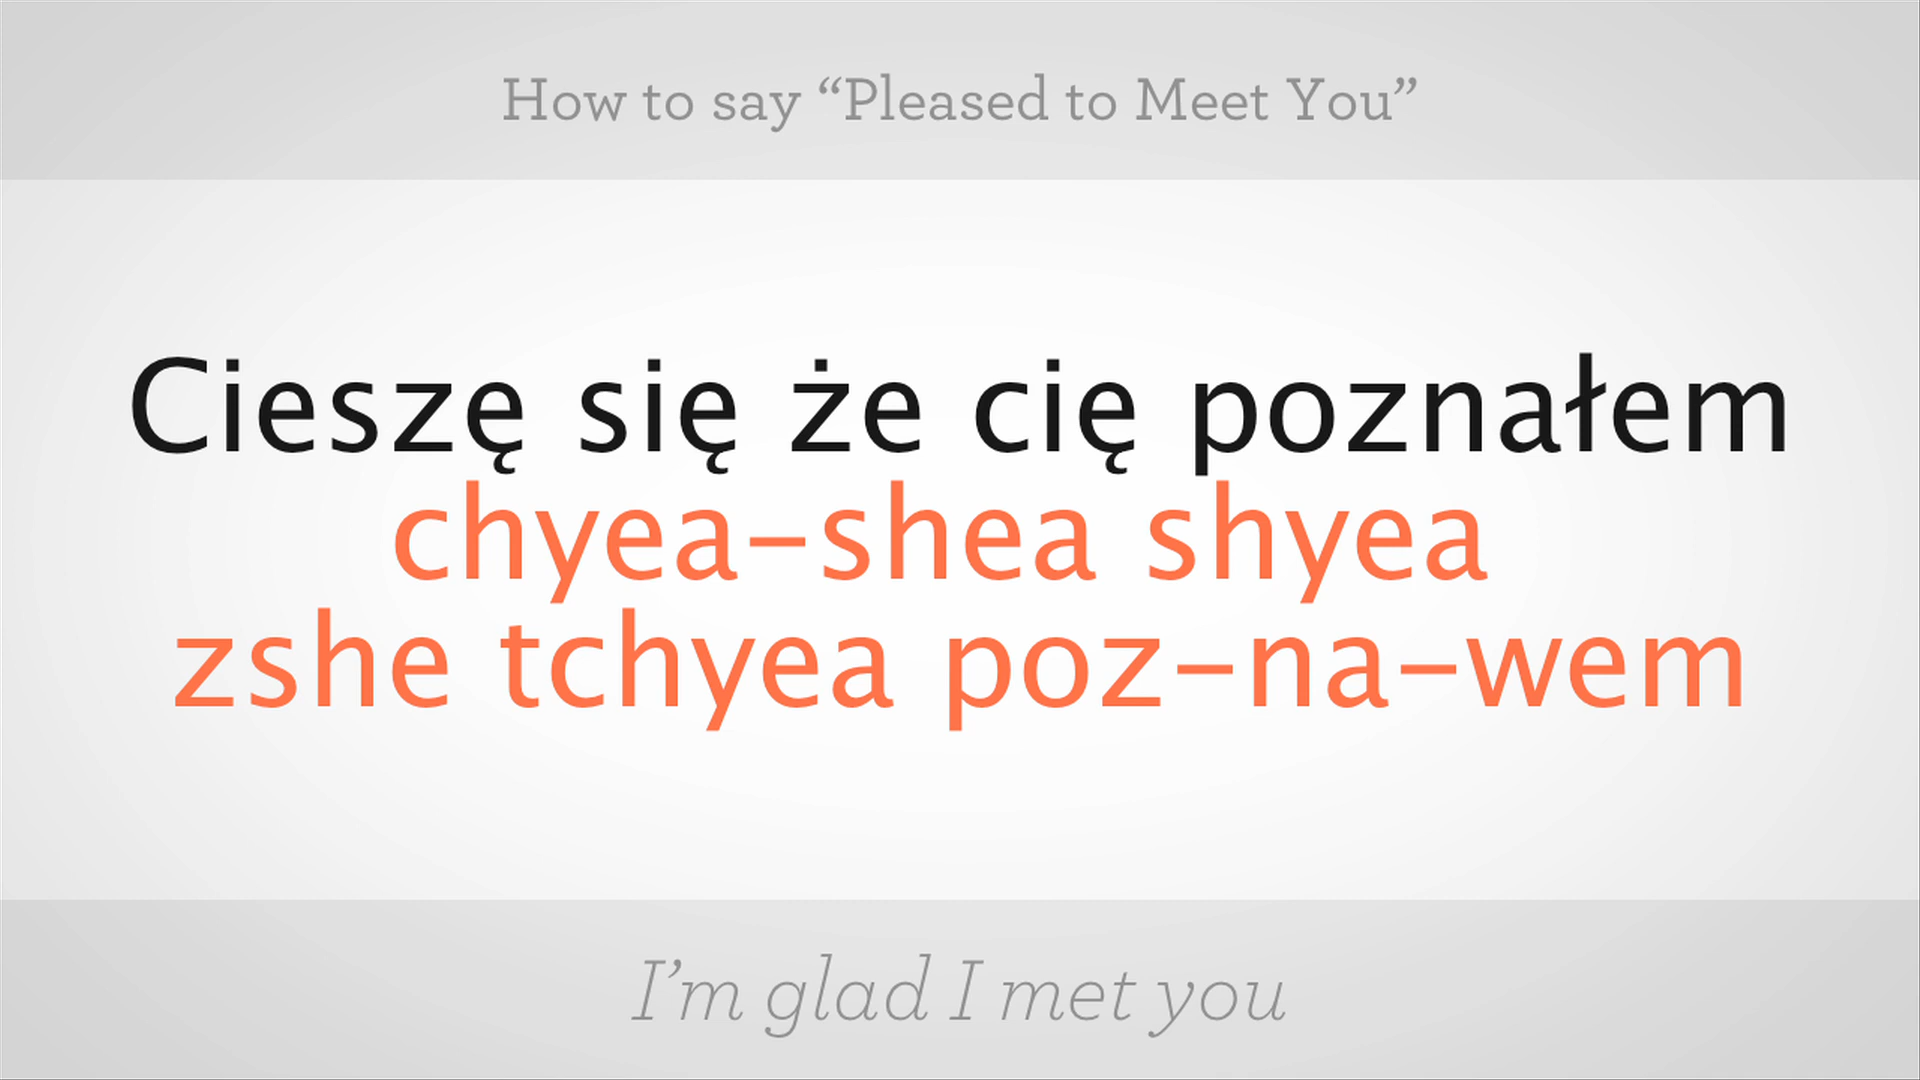 How to say “Pleased to Meet You”
Cieszę się że cię poznałem
chyea–shea shyea
zshe tchyea poz–na–wem
I’m glad I met you